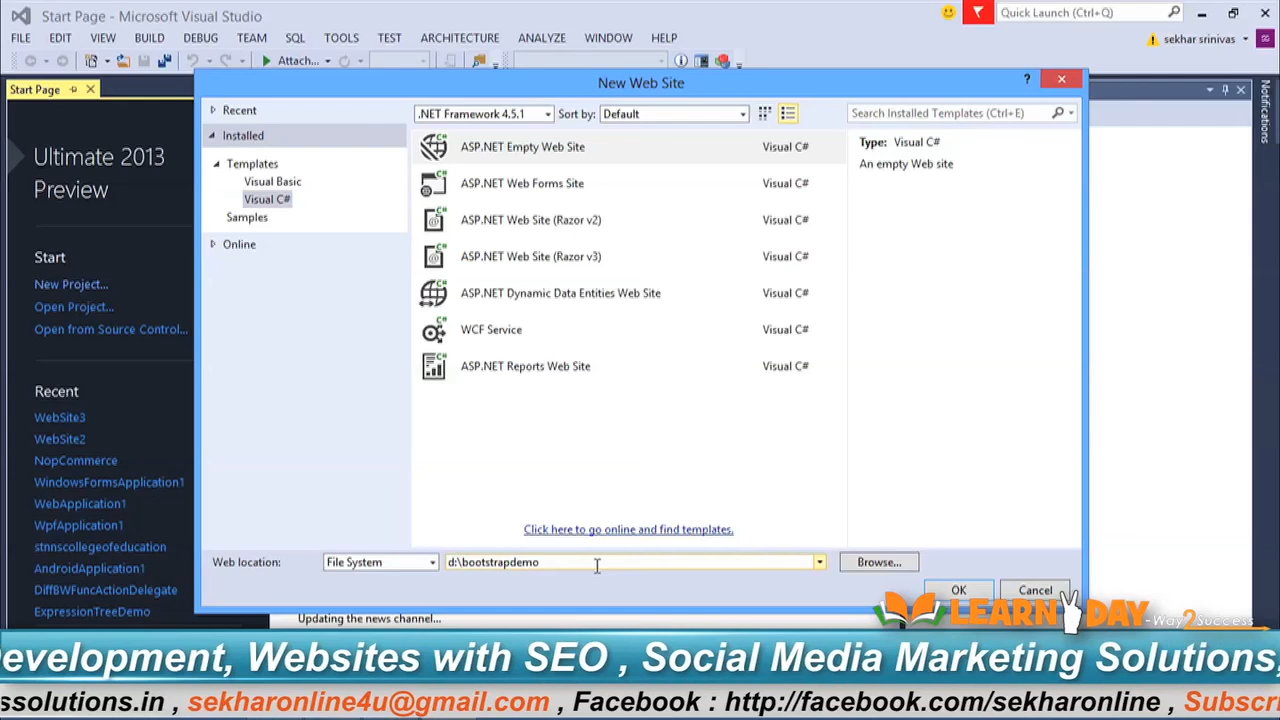 Start Page - Microsoft Visual Studio
Quick Launch (Ctrl+Q)
FILE EDIT VIEW BUILD DEBUG TEAM SQL TOOLS TEST ARCHITECTURE ANALYZE WINDOW HELP
sekhar srinivas
SS
Attach...
Start Page
Notifications
Ultimate 2013
Preview
Start
New Project...
Open Project...
Open from Source Control...
Recent
WebSite3
WebSite2
NopCommerce
WindowsFormsApplication1
WebApplication1
WpfApplication1
stnnscollegeofeducation
AndroidApplication1
DiffBWFuncActionDelegate
ExpressionTreeDemo
New Web Site
?
Recent
Installed
Templates
Visual Basic
Visual C#
Samples
Online
.NET Framework 4.5.1 Sort by: Default
Search Installed Templates (Ctrl+E)
ASP.NET Empty Web Site Visual C#
ASP.NET Web Forms Site Visual C#
ASP.NET Web Site (Razor v2) Visual C#
ASP.NET Web Site (Razor v3) Visual C#
ASP.NET Dynamic Data Entities Web Site Visual C#
WCF Service Visual C#
ASP.NET Reports Web Site Visual C#
Type: Visual C#
An empty Web site
Click here to go online and find templates.
Web location: File System d:\bootstrapdemo Browse...
OK Cancel
Updating the news channel...
LEARN DAY -Way2Success
Development, Websites with SEO , Social Media Marketing Solutions,
ssolutions.in , sekharonline4u@gmail.com , Facebook : http://facebook.com/sekharonline , Subscri